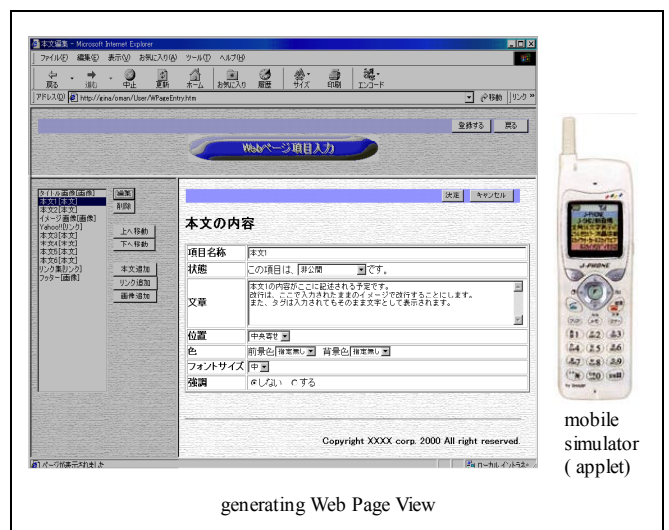 本文編集 - Microsoft Internet Explorer
ファイル(F) 編集(E) 表示(V) お気に入り(A) ツール(T) ヘルプ(H)
戻る 進む 中止 更新 ホーム お気に入り 履歴 サイズ 印刷 エンコード
アドレス(D) http://gina/oman/User/WPageEntry.htm 移動 リンク »
登録する 戻る
Webページ項目入力
タイトル画像[画像]
本文1[本文]
本文2[本文]
イメージ画像[画像]
Yahoo!![リンク]
本文3[本文]
本文4[本文]
本文5[本文]
本文6[本文]
リンク集[リンク]
フッター[画像]
編集
削除
上へ移動
下へ移動
本文追加
リンク追加
画像追加
決定 キャンセル
本文の内容
項目名称 本文1
状態 この項目は、非公開 です。
文章
本文1の内容がここに記述される予定です。
改行は、ここで入力されたままのイメージで改行することにします。
また、タグは入力されてもそのまま文字として表示されます。
位置 中央寄せ
色 前景色 指定無し 背景色 指定無し
フォントサイズ 中
強調 しない する
Copyright XXXX corp. 2000 All right reserved.
ページが表示されました
J-PHONE
mobile
simulator
( applet)
generating Web Page View